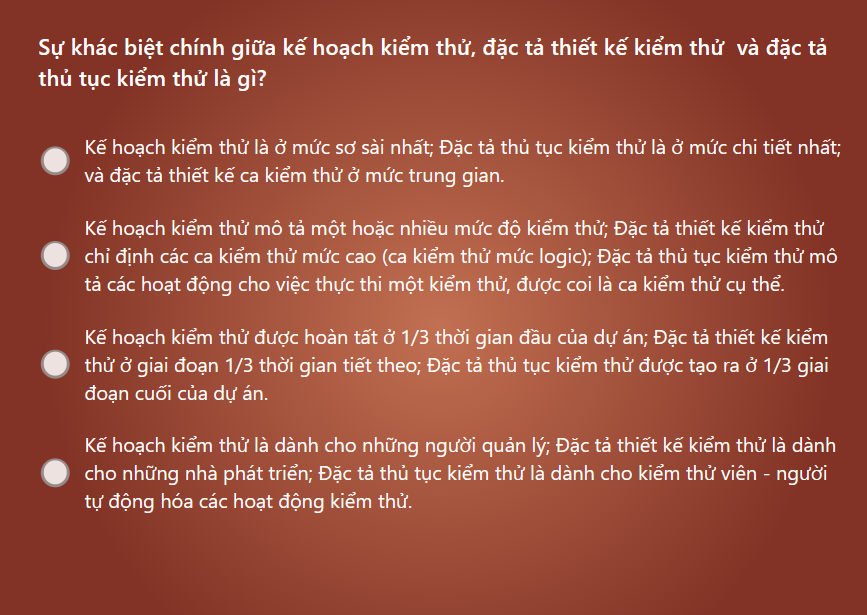 Sự khác biệt chính giữa kế hoạch kiểm thử, đặc tả thiết kế kiểm thử và đặc tả
thủ tục kiểm thử là gì?
Kế hoạch kiểm thử là ở mức sơ sài nhất; Đặc tả thủ tục kiểm thử là ở mức chi tiết nhất;
và đặc tả thiết kế ca kiểm thử ở mức trung gian.
Kế hoạch kiểm thử mô tả một hoặc nhiều mức độ kiểm thử; Đặc tả thiết kế kiểm thử
chỉ định các ca kiểm thử mức cao (ca kiểm thử mức logic); Đặc tả thủ tục kiểm thử mô
tả các hoạt động cho việc thực thi một kiểm thử, được coi là ca kiểm thử cụ thể.
Kế hoạch kiểm thử được hoàn tất ở 1/3 thời gian đầu của dự án; Đặc tả thiết kế kiểm
thử ở giai đoạn 1/3 thời gian tiết theo; Đặc tả thủ tục kiểm thử được tạo ra ở 1/3 giai
đoạn cuối của dự án.
Kế hoạch kiểm thử là dành cho những người quản lý; Đặc tả thiết kế kiểm thử là dành
cho những nhà phát triển; Đặc tả thủ tục kiểm thử là dành cho kiểm thử viên - người
tự động hóa các hoạt động kiểm thử.